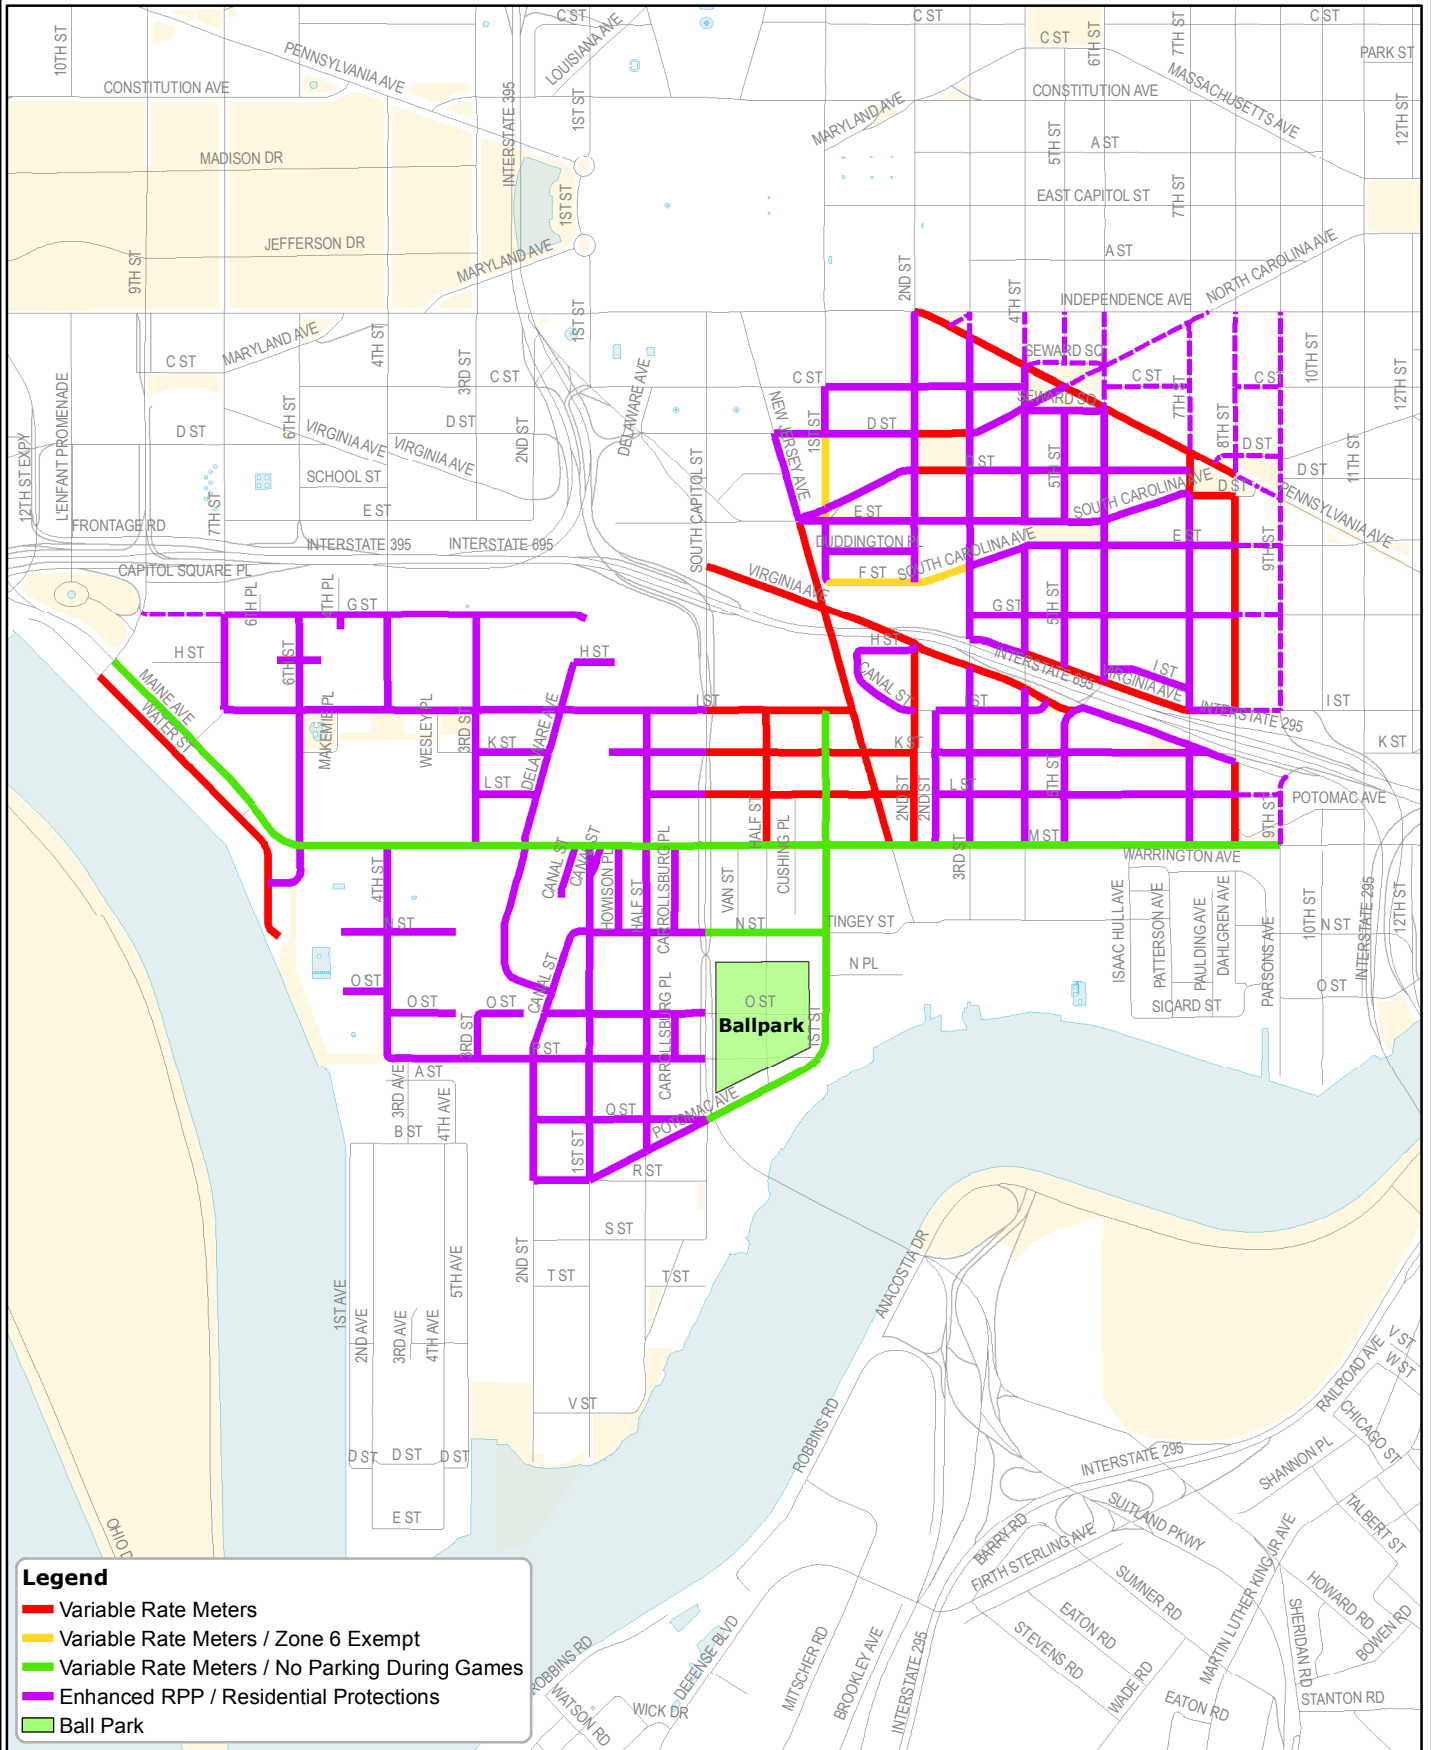 C ST
C ST
C ST
10TH ST
PENNSYLVANIA AVE
LOUISIANA AVE
C ST
6TH ST
7TH ST
PARK ST
CONSTITUTION AVE
INTERSTATE 395
1ST ST
MARYLAND AVE
CONSTITUTION AVE
MASSACHUSETTS AVE
12TH ST
MADISON DR
5TH ST
A ST
1ST ST
EAST CAPITOL ST
7TH ST
JEFFERSON DR
MARYLAND AVE
9TH ST
2ND ST
A ST
NORTH CAROLINA AVE
4TH ST
INDEPENDENCE AVE
1ST ST
MARYLAND AVE
4TH ST
C ST
3RD ST
C ST
DELAWARE AVE
C ST
SEWARD SQ
C ST
C ST
10TH ST
12TH ST
L'ENFANT PROMENADE
6TH ST
NEW JERSEY AVE
SEWARD SQ
7TH ST
12TH ST EXPY
D ST
VIRGINIA AVE
VIRGINIA AVE
D ST
2ND ST
1ST ST
D ST
8TH ST
D ST
11TH ST
SCHOOL ST
SOUTH CAPITOL ST
D ST
5TH ST
SOUTH CAROLINA AVE
D ST
D ST
PENNSYLVANIA AVE
FRONTAGE RD
7TH ST
E ST
E ST
INTERSTATE 395
INTERSTATE 695
DUDDINGTON PL
SOUTH CAROLINA AVE
E ST
9TH ST
CAPITOL SQUARE PL
VIRGINIA AVE
F ST
6TH PL
4TH PL
G ST
G ST
5TH ST
H ST
6TH ST
H ST
H ST
CANAL ST
INTERSTATE 695
VIRGINIA AVE
I ST
MAINE AVE
WATER ST
MAKEMIE PL
WESLEY PL
3RD ST
DELAWARE AVE
I ST
I ST
INTERSTATE 295
I ST
K ST
K ST
K ST
L ST
HALF ST
2ND ST
2ND ST
L ST
5TH ST
9TH ST
POTOMAC AVE
CANAL ST
CANAL ST
HOWISON PL
HALF ST
CARROLLSBURG PL
VAN ST
CUSHING PL
3RD ST
M ST
WARRINGTON AVE
4TH ST
N ST
N ST
TINGEY ST
ISAAC HULL AVE
PATTERSON AVE
PAULDING AVE
DAHLGREN AVE
PARSONS AVE
10TH ST
N ST
INTERSTATE 295
12TH ST
O ST
CANAL ST
N PL
O ST
O ST
3RD ST
O ST
O ST
CARROLLSBURG PL
Ballpark
1ST ST
SICARD ST
P ST
A ST
3RD AVE
4TH AVE
B ST
Q ST
POTOMAC AVE
1ST ST
R ST
S ST
2ND ST
T ST
T ST
ANACOSTIA DR
1ST AVE
2ND AVE
3RD AVE
4TH AVE
5TH AVE
V ST
W ST
RAILROAD AVE
V ST
ROBBINS RD
CHICAGO ST
D ST
D ST
D ST
INTERSTATE 295
SHANNON PL
E ST
SUITLAND PKWY
TALBERT ST
BARRY RD
FIRTH STERLING AVE
MARTIN LUTHER KING JR AVE
SUMNER RD
HOWARD RD
BOWEN RD
EATON RD
STEVENS RD
SHERIDAN RD
ROBBINS RD
DEFENSE BLVD
MITSCHER RD
BROOKLEY AVE
INTERSTATE 295
WADE RD
EATON RD
STANTON RD
WATSON RD
WICK DR
Legend
Variable Rate Meters
Variable Rate Meters / Zone 6 Exempt
Variable Rate Meters / No Parking During Games
Enhanced RPP / Residential Protections
Ball Park